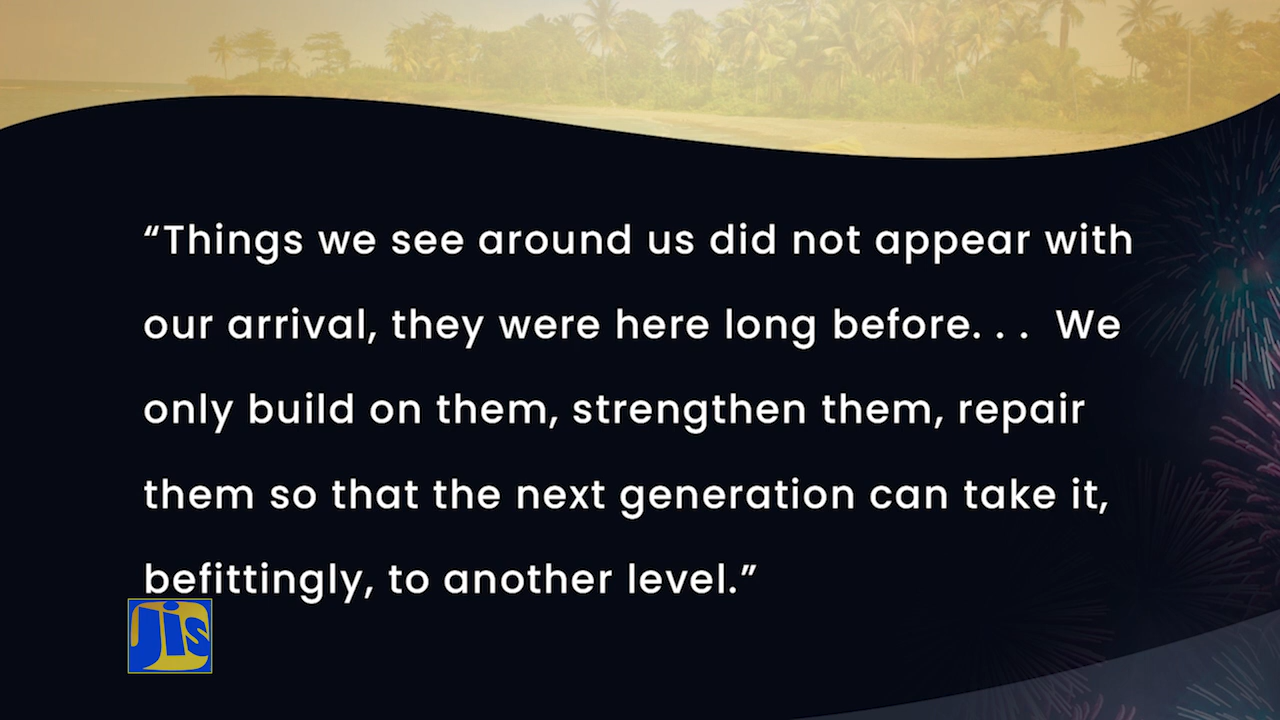 “Things we see around us did not appear with
our arrival, they were here long before. . .  We
only build on them, strengthen them, repair
them so that the next generation can take it,
befittingly, to another level.”
JIS